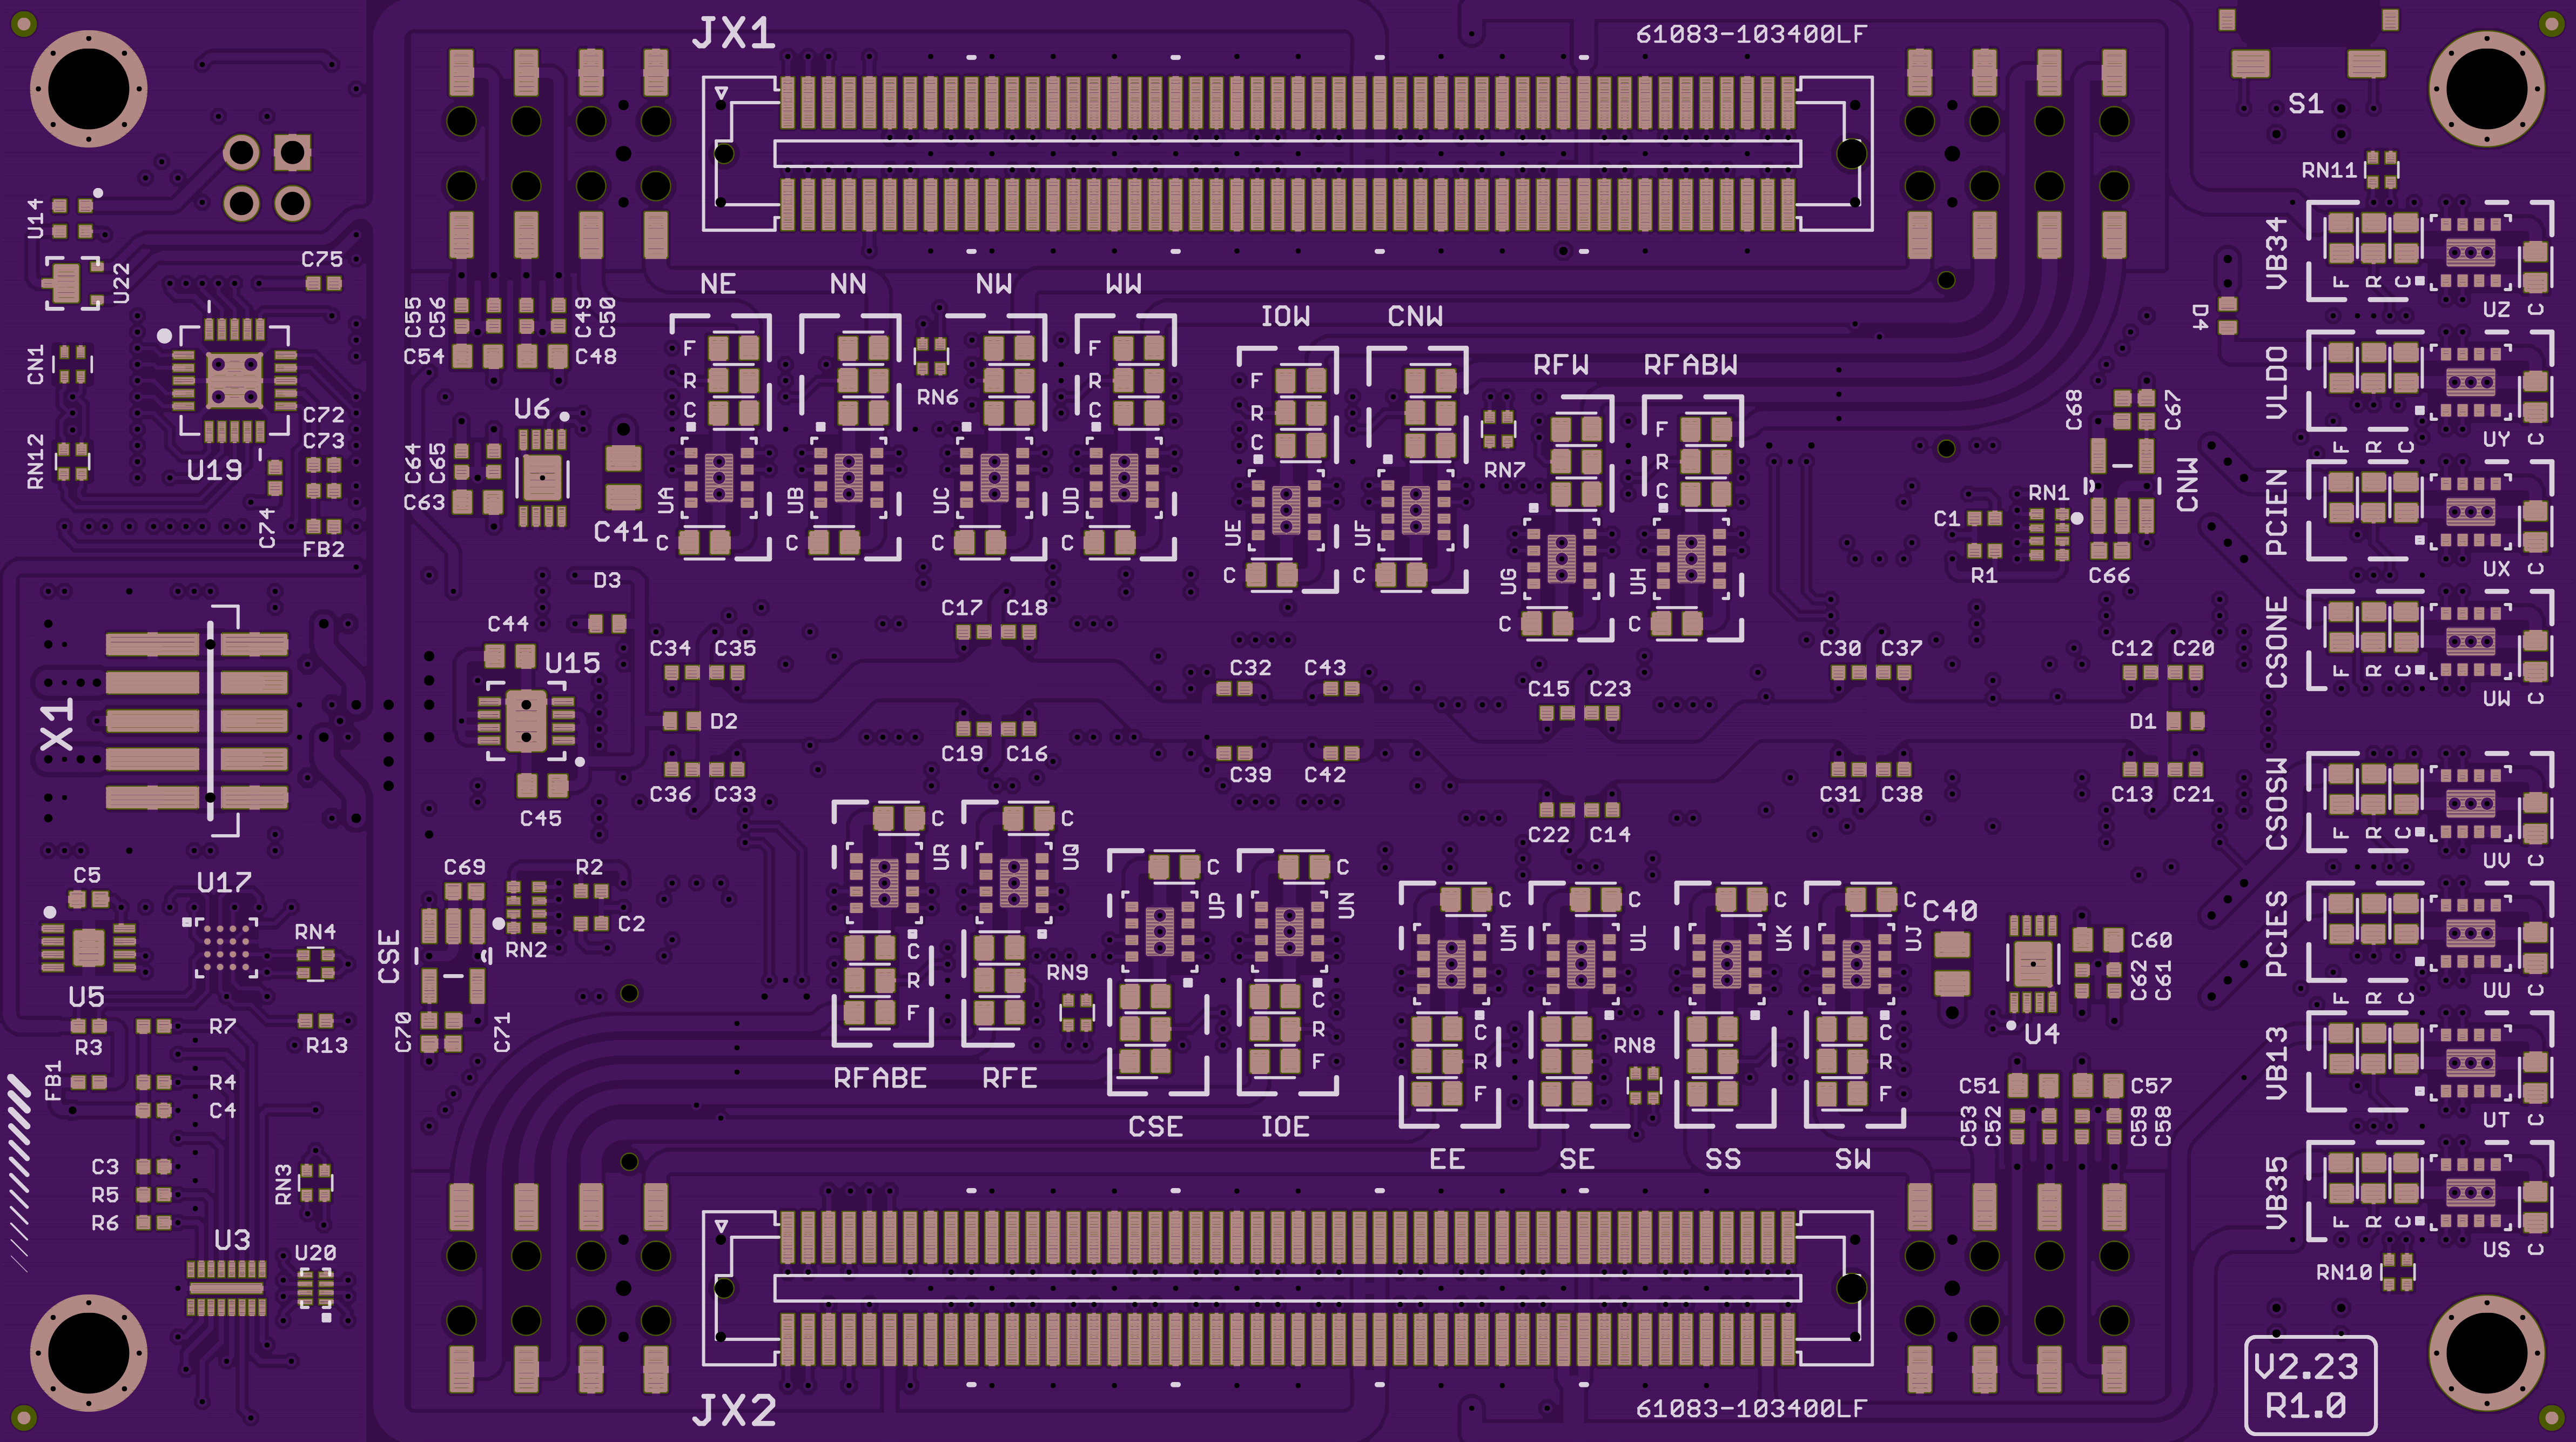 JX1
61083-103400LF
S1
RN11
U14
U22
C75
VB34
F R C
UZ
C
NE
NN
NW
WW
IOW
CNW
RFW
RFABW
C55
C56
C49
C50
C54
C48
D4
CN1
RN12
U19
C72
C73
C74
FB2
U6
C64
C65
C63
C41
F
R
C
UA
C
UB
C
RN6
UC
C
F
R
C
UD
C
F
R
C
UE
C
UF
C
RN7
UG
C
F
R
C
UH
C
C68
C67
CNW
RN1
C1
R1
C66
VLDO
F R C
UY
C
PCIEN
F R C
UX
C
CSONE
F R C
UW
C
D3
C44
U15
C45
C34
C35
D2
C36
C33
C17
C18
C19
C16
C32
C43
C39
C42
C15
C23
C22
C14
C30
C37
C31
C38
C12
C20
D1
C13
C21
X1
CSOSW
F R C
UV
C
C5
U17
U5
RN4
R13
R3
R7
FB1
R4
C4
C3
R5
R6
RN3
U3
U20
C69
R2
C2
RN2
CSE
C70
C71
C
UR
C
R
F
RFABE
C
UQ
RFE
RN9
C
UP
CSE
C
UN
C
R
F
IOE
C
UM
C
R
F
EE
C
UL
SE
RN8
C
UK
SS
C
UJ
C
R
F
SW
C40
U4
C60
C62
C61
C51
C57
C53
C52
C59
C58
PCIES
F R C
UU
C
VB13
F R C
UT
C
VB35
F R C
US
C
RN10
JX2
61083-103400LF
V2.23
R1.0